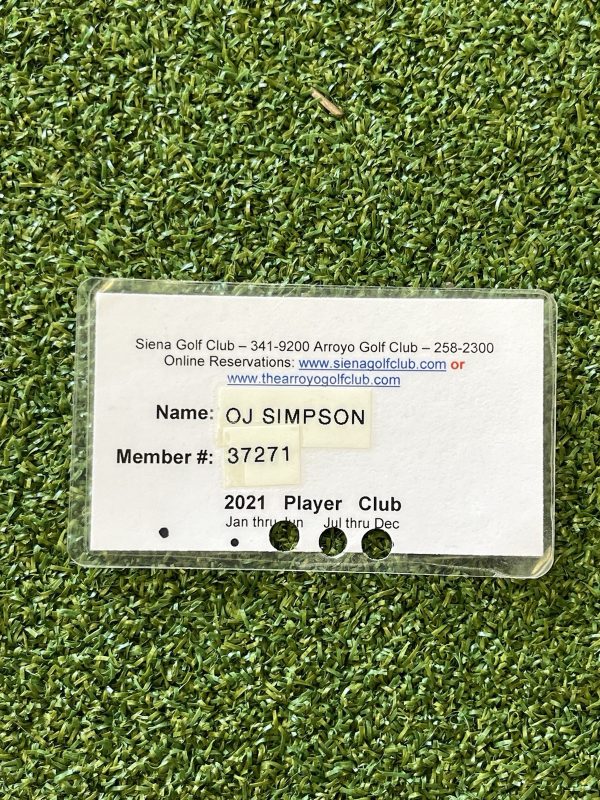 Siena Golf Club – 341-9200 Arroyo Golf Club – 258-2300
Online Reservations: www.sienagolfclub.com or
www.thearroyogolfclub.com
Name: OJ SIMPSON
Member #: 37271
2021 Player Club
Jan thru Jun Jul thru Dec